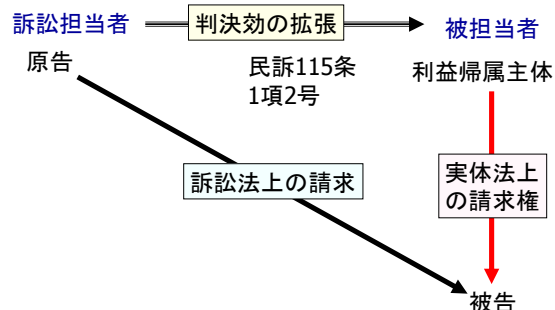 訴訟担当者
判決効の拡張
被担当者
原告
民訴115条
1項2号
利益帰属主体
訴訟法上の請求
実体法上
の請求権
被告